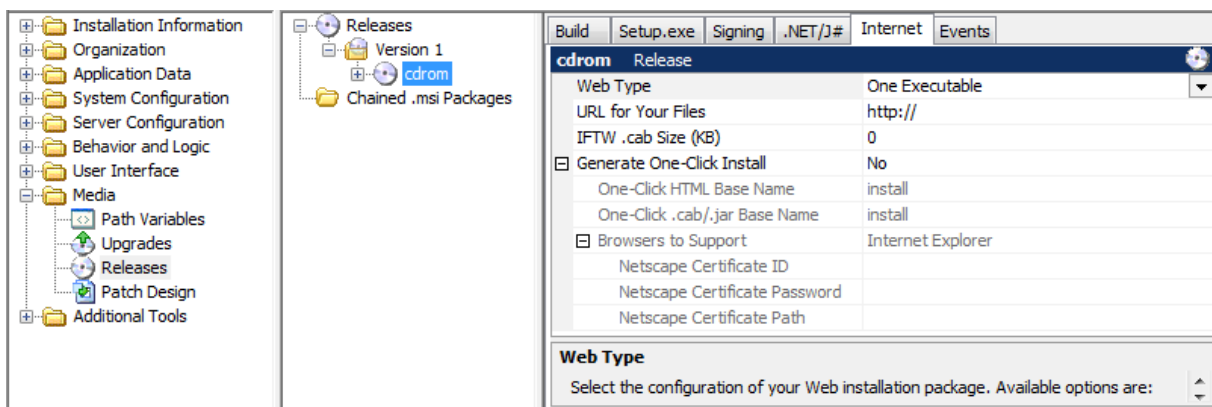 Installation Information
Organization
Application Data
System Configuration
Server Configuration
Behavior and Logic
User Interface
Media
Path Variables
Upgrades
Releases
Patch Design
Additional Tools
Releases
Version 1
cdrom
Chained .msi Packages
Build Setup.exe Signing .NET/J# Internet Events
cdrom Release
Web Type One Executable
URL for Your Files http://
IFTW .cab Size (KB) 0
Generate One-Click Install No
One-Click HTML Base Name install
One-Click .cab/.jar Base Name install
Browsers to Support Internet Explorer
Netscape Certificate ID
Netscape Certificate Password
Netscape Certificate Path
Web Type
Select the configuration of your Web installation package. Available options are: